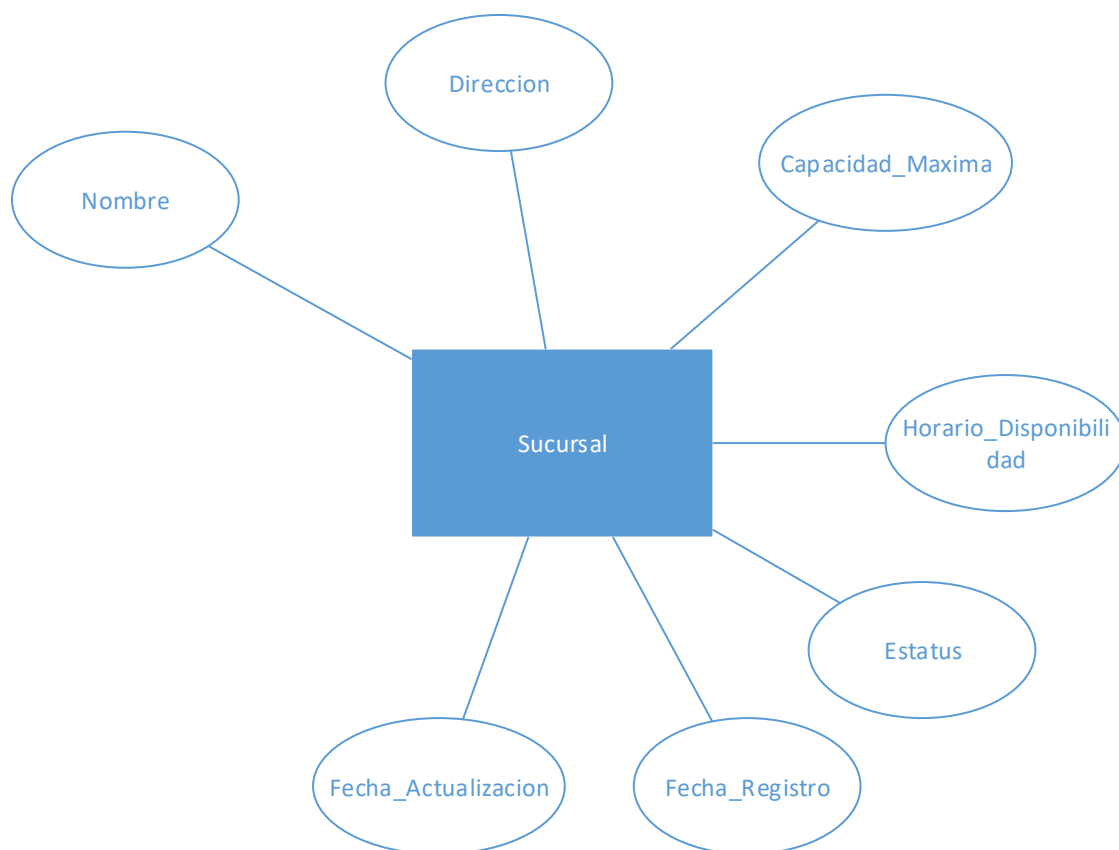 Direccion
Capacidad_Maxima
Nombre
Sucursal
Horario_Disponibili
dad
Estatus
Fecha_Actualizacion
Fecha_Registro